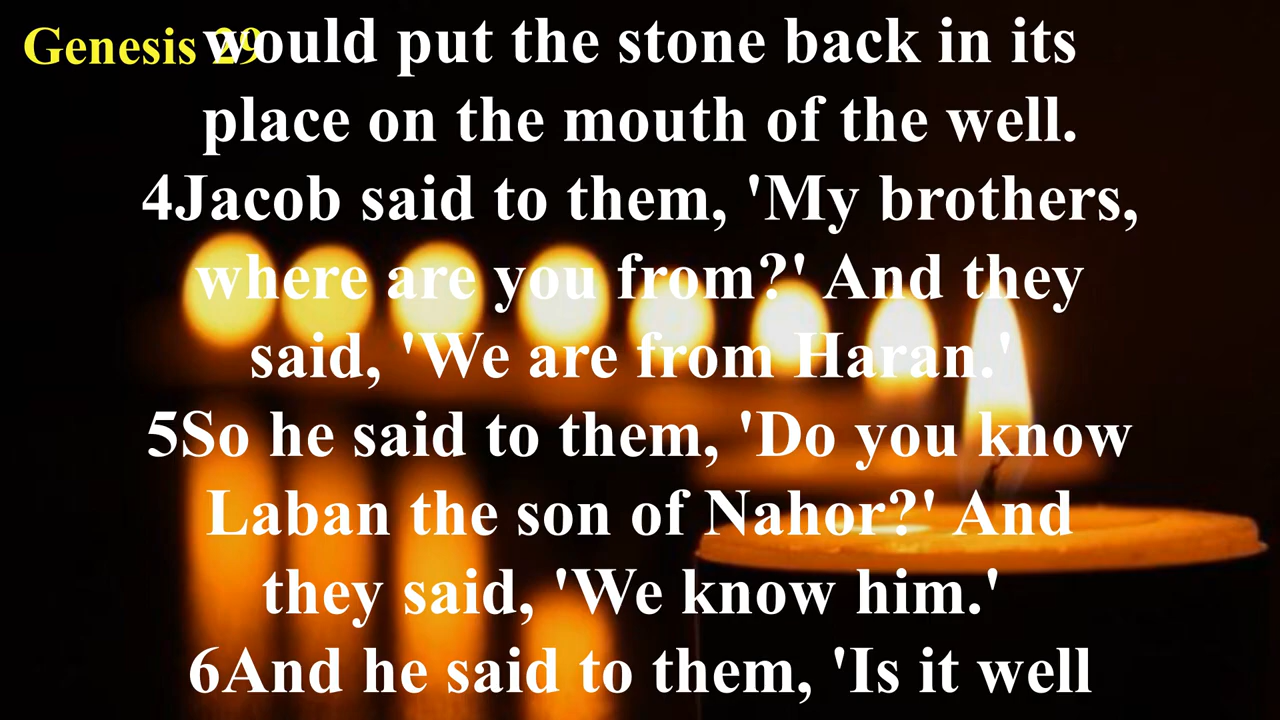 Genesis 29
would put the stone back in its
place on the mouth of the well.
4Jacob said to them, 'My brothers,
where are you from?' And they
said, 'We are from Haran.'
5So he said to them, 'Do you know
Laban the son of Nahor?' And
they said, 'We know him.'
6And he said to them, 'Is it well